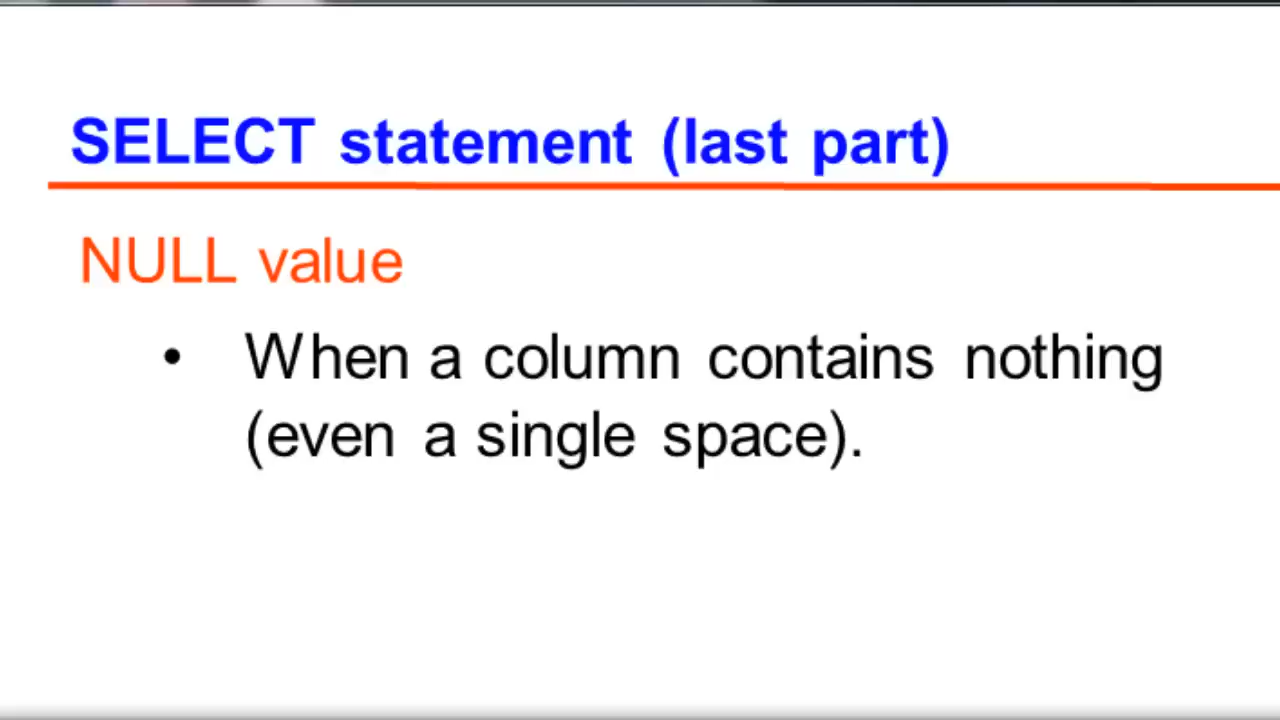 SELECT statement (last part)
NULL value
• When a column contains nothing
(even a single space).